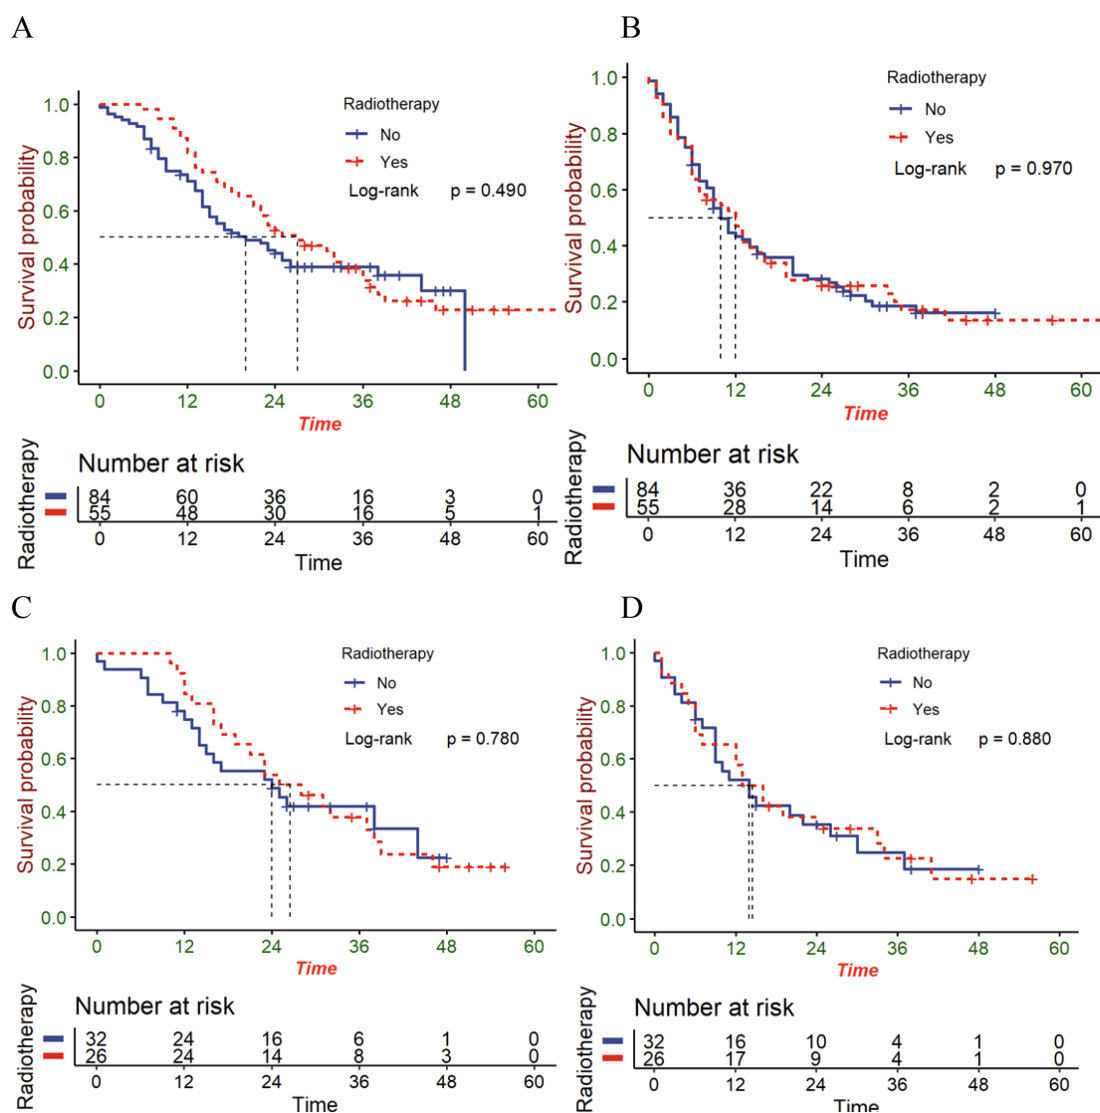 A
Radiotherapy
No
Yes
Log-rank p = 0.490
Survival probability
1.0
0.8
0.6
0.4
0.2
0.0
0 12 24 36 48 60
Time
Number at risk
Radiotherapy
84 60 36 16 3 0
55 48 30 16 5 1
0 12 24 36 48 60
Time
B
Radiotherapy
No
Yes
Log-rank p = 0.970
Survival probability
1.0
0.8
0.6
0.4
0.2
0.0
0 12 24 36 48 60
Time
Number at risk
Radiotherapy
84 36 22 8 2 0
55 28 14 6 2 1
0 12 24 36 48 60
Time
C
Radiotherapy
No
Yes
Log-rank p = 0.780
Survival probability
1.0
0.8
0.6
0.4
0.2
0.0
0 12 24 36 48 60
Time
Number at risk
Radiotherapy
32 24 16 6 1 0
26 24 14 8 3 0
0 12 24 36 48 60
Time
D
Radiotherapy
No
Yes
Log-rank p = 0.880
Survival probability
1.0
0.8
0.6
0.4
0.2
0.0
0 12 24 36 48 60
Time
Number at risk
Radiotherapy
32 16 10 4 1 0
26 17 9 4 1 0
0 12 24 36 48 60
Time